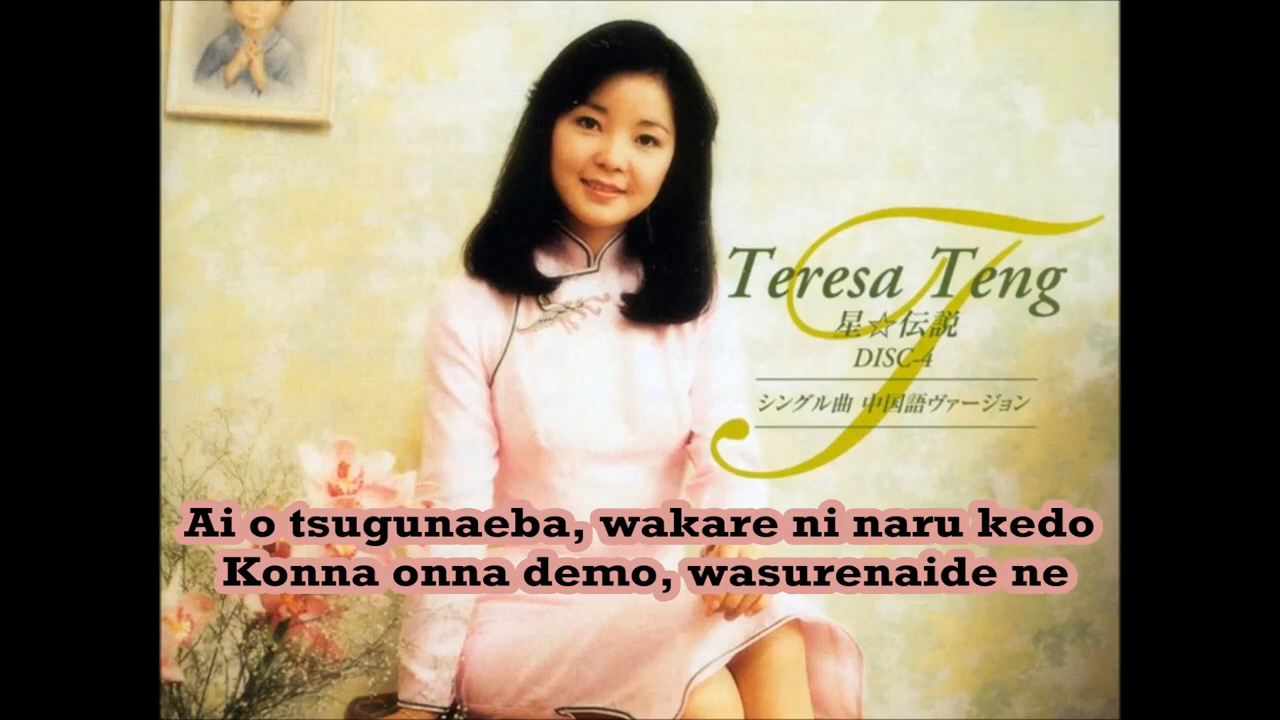 Teresa Teng
星☆伝説
DISC-4
シングル曲 中国語ヴァージョン
Ai o tsugunaeba, wakare ni naru kedo
Konna onna demo, wasurenaide ne